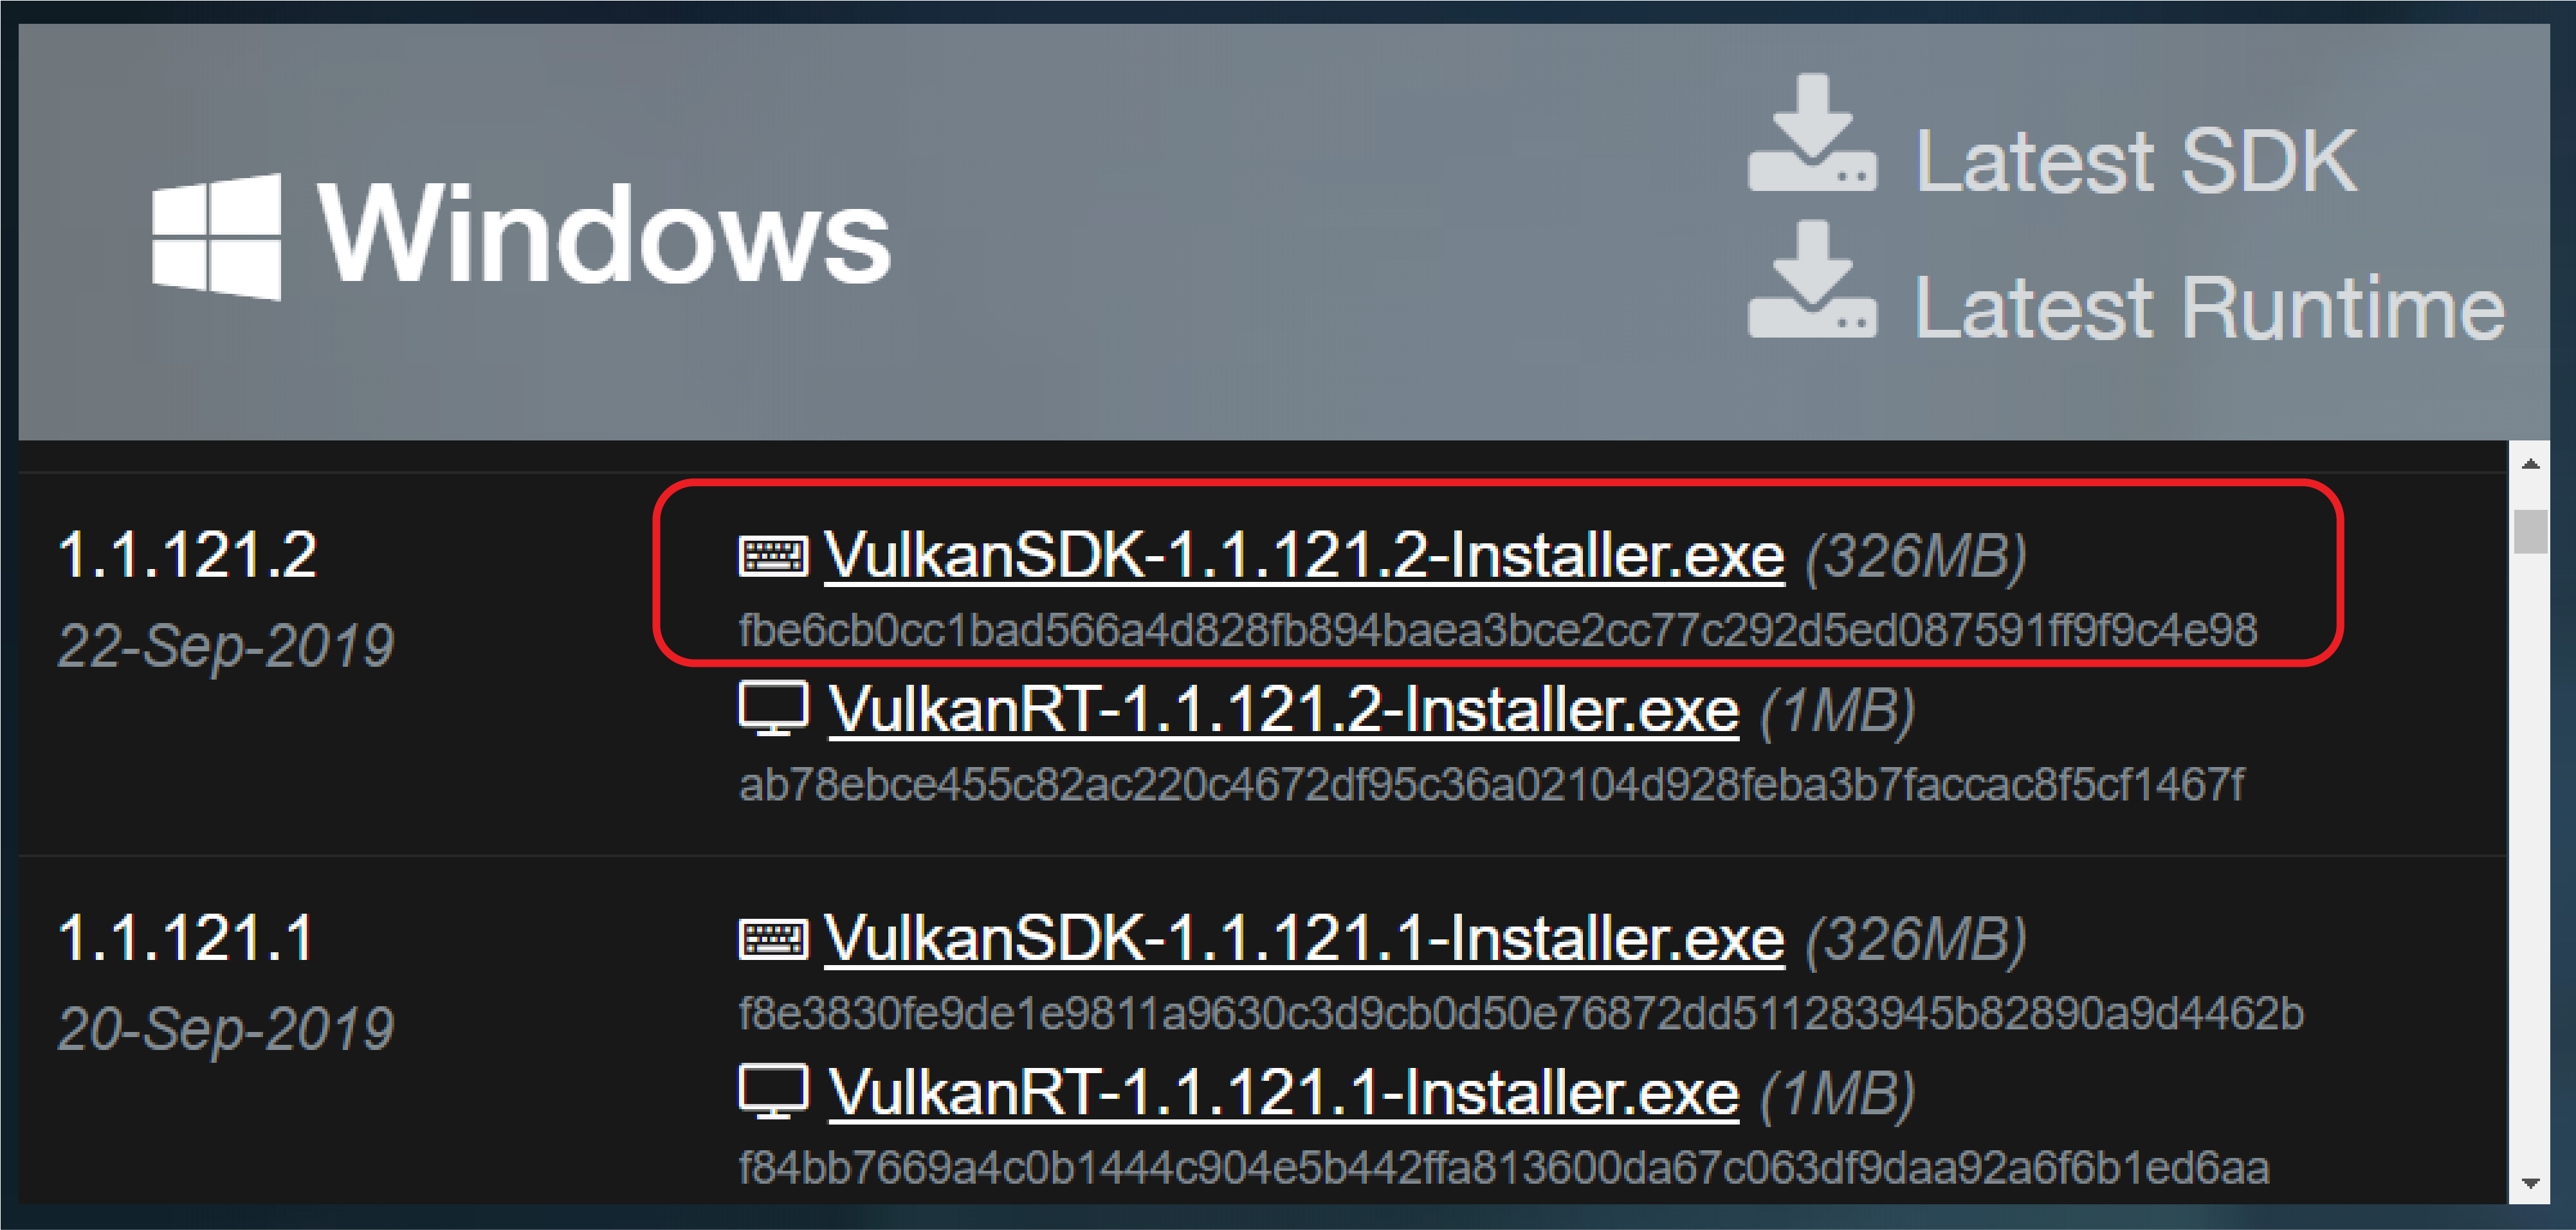 Windows
Latest SDK
Latest Runtime
1.1.121.2
22-Sep-2019
VulkanSDK-1.1.121.2-Installer.exe (326MB)
fbe6cb0cc1bad566a4d828fb894baea3bce2cc77c292d5ed087591ff9f9c4e98
VulkanRT-1.1.121.2-Installer.exe (1MB)
ab78ebce455c82ac220c4672df95c36a02104d928feba3b7faccac8f5cf1467f
1.1.121.1
20-Sep-2019
VulkanSDK-1.1.121.1-Installer.exe (326MB)
f8e3830fe9de1e9811a9630c3d9cb0d50e76872dd511283945b82890a9d4462b
VulkanRT-1.1.121.1-Installer.exe (1MB)
f84bb7669a4c0b1444c904e5b442ffa813600da67c063df9daa92a6f6b1ed6aa